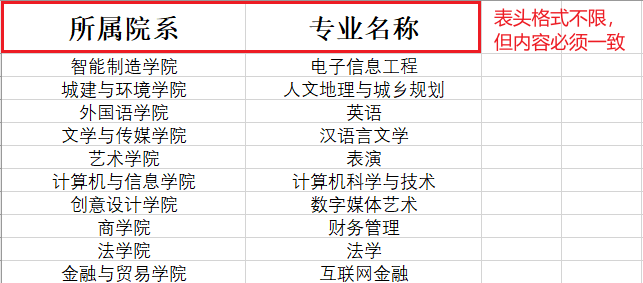 所属院系 专业名称 表头格式不限，
但内容必须一致
智能制造学院 电子信息工程
城建与环境学院 人文地理与城乡规划
外国语学院 英语
文学与传媒学院 汉语言文学
艺术学院 表演
计算机与信息学院 计算机科学与技术
创意设计学院 数字媒体艺术
商学院 财务管理
法学院 法学
金融与贸易学院 互联网金融